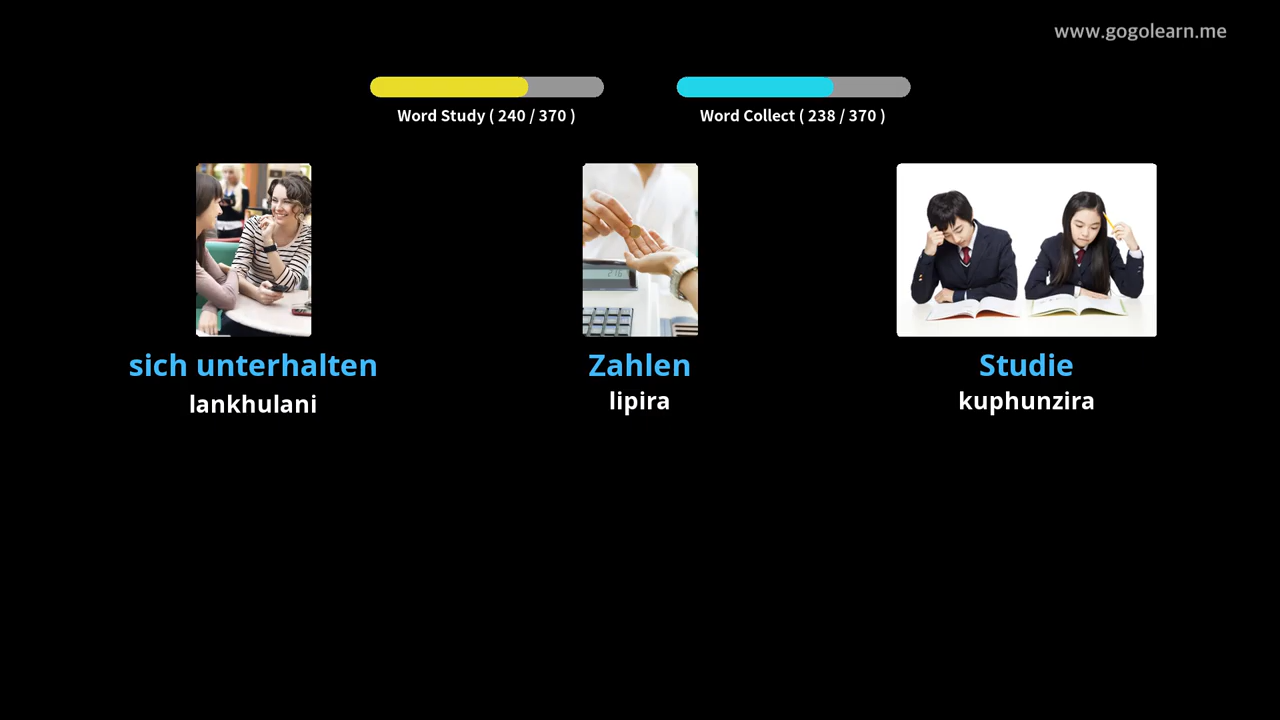 www.gogolearn.me
Word Study ( 240 / 370 )
Word Collect ( 238 / 370 )
sich unterhalten
lankhulani
Zahlen
lipira
Studie
kuphunzira